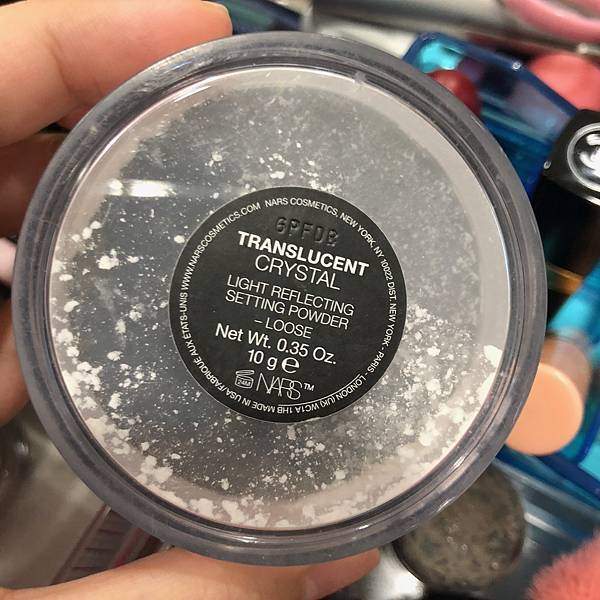 WWW.NARSCOSMETICS.COM NARS COSMETICS, NEW YORK, NY 10022 DIST. NEW YORK - PARIS - LONDON (UK) WC1A 1HB MADE IN USA/FABRIQUÉ AUX ÉTATS-UNIS
TRANSLUCENT
CRYSTAL
LIGHT REFLECTING
SETTING POWDER
– LOOSE
Net Wt. 0.35 Oz.
10 g e
24M NARS™